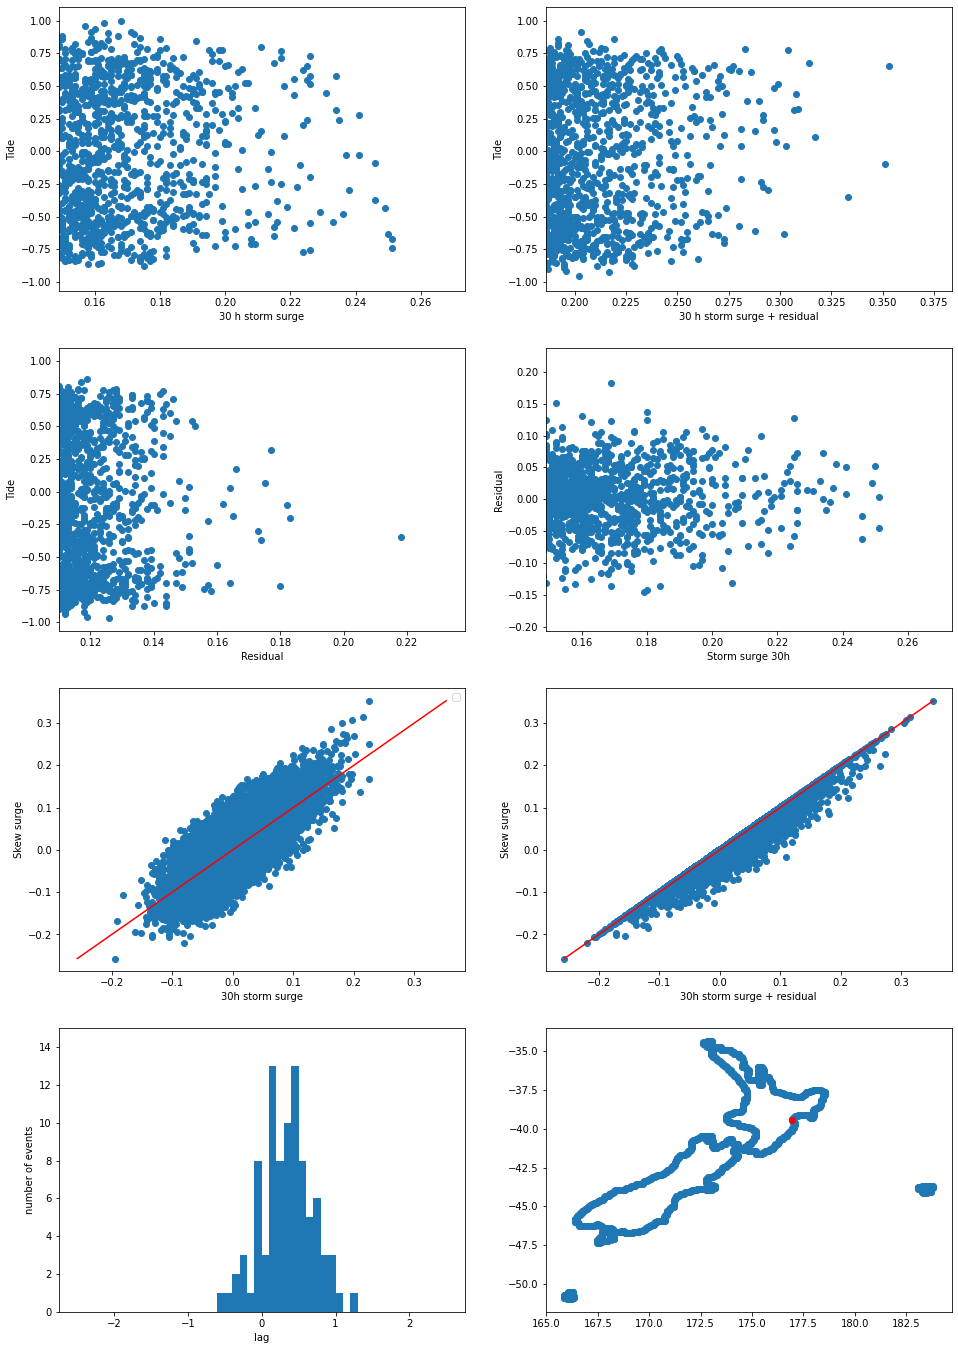 1.00
0.75
0.50
0.25
0.00
−0.25
−0.50
−0.75
−1.00
Tide
0.16 0.18 0.20 0.22 0.24 0.26
30 h storm surge
1.00
0.75
0.50
0.25
0.00
−0.25
−0.50
−0.75
−1.00
Tide
0.200 0.225 0.250 0.275 0.300 0.325 0.350 0.375
30 h storm surge + residual
1.00
0.75
0.50
0.25
0.00
−0.25
−0.50
−0.75
−1.00
Tide
0.12 0.14 0.16 0.18 0.20 0.22
Residual
0.20
0.15
0.10
0.05
0.00
−0.05
−0.10
−0.15
−0.20
Residual
0.16 0.18 0.20 0.22 0.24 0.26
Storm surge 30h
0.3
0.2
0.1
0.0
−0.1
−0.2
Skew surge
−0.2 −0.1 0.0 0.1 0.2 0.3
30h storm surge
0.3
0.2
0.1
0.0
−0.1
−0.2
Skew surge
−0.2 −0.1 0.0 0.1 0.2 0.3
30h storm surge + residual
14
12
10
8
6
4
2
0
number of events
−2 −1 0 1 2
lag
−35.0
−37.5
−40.0
−42.5
−45.0
−47.5
−50.0
165.0 167.5 170.0 172.5 175.0 177.5 180.0 182.5